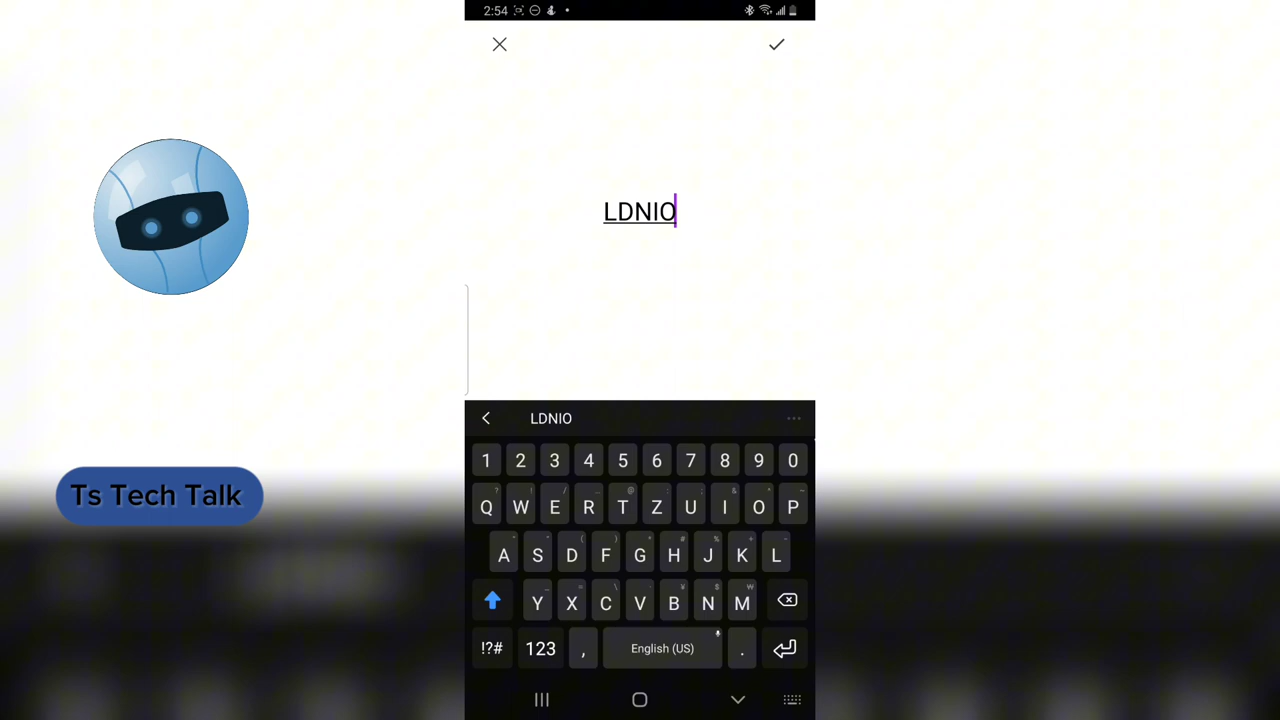 2:54
LDNIO
Ts Tech Talk
LDNIO
1 2 3 4 5 6 7 8 9 0
Q W E R T Z U I O P
A S D F G H J K L
Y X C V B N M
!?# 123 , English (US) .